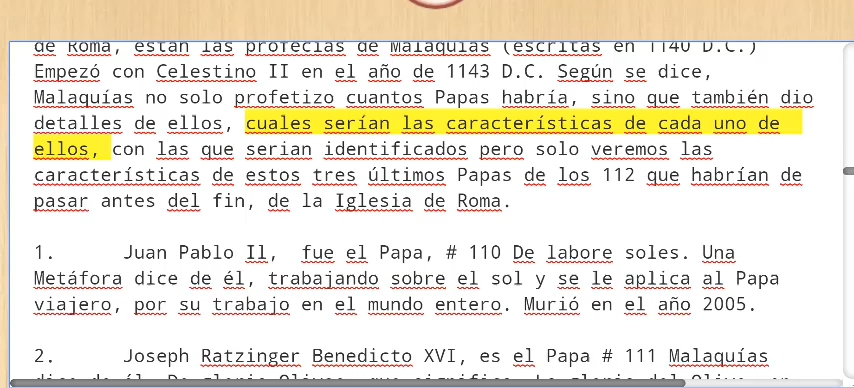 de Roma, están las profecías de Malaquías (escritas en 1140 D.C.)
Empezó con Celestino II en el año de 1143 D.C. Según se dice,
Malaquías no solo profetizo cuantos Papas habría, sino que también dio
detalles de ellos, cuales serían las características de cada uno de
ellos, con las que serian identificados pero solo veremos las
características de estos tres últimos Papas de los 112 que habrían de
pasar antes del fin, de la Iglesia de Roma.
1. Juan Pablo Il, fue el Papa, # 110 De labore soles. Una
Metáfora dice de él, trabajando sobre el sol y se le aplica al Papa
viajero, por su trabajo en el mundo entero. Murió en el año 2005.
2. Joseph Ratzinger Benedicto XVI, es el Papa # 111 Malaquías